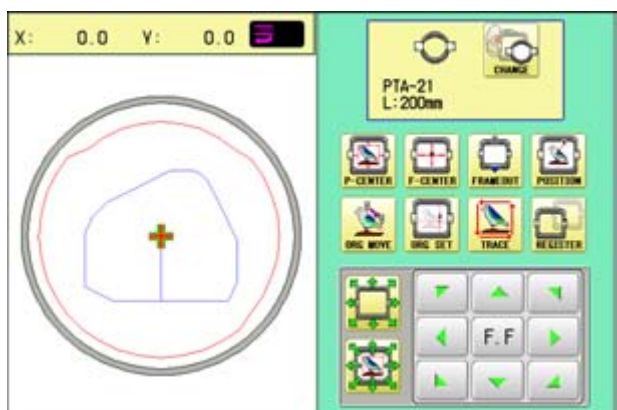 X: 0.0 Y: 0.0
CHANGE
PTA-21
L:200mm
P-CENTER F-CENTER FRAMEOUT POSITION
ORG MOVE ORG SET TRACE REGISTER
F.F